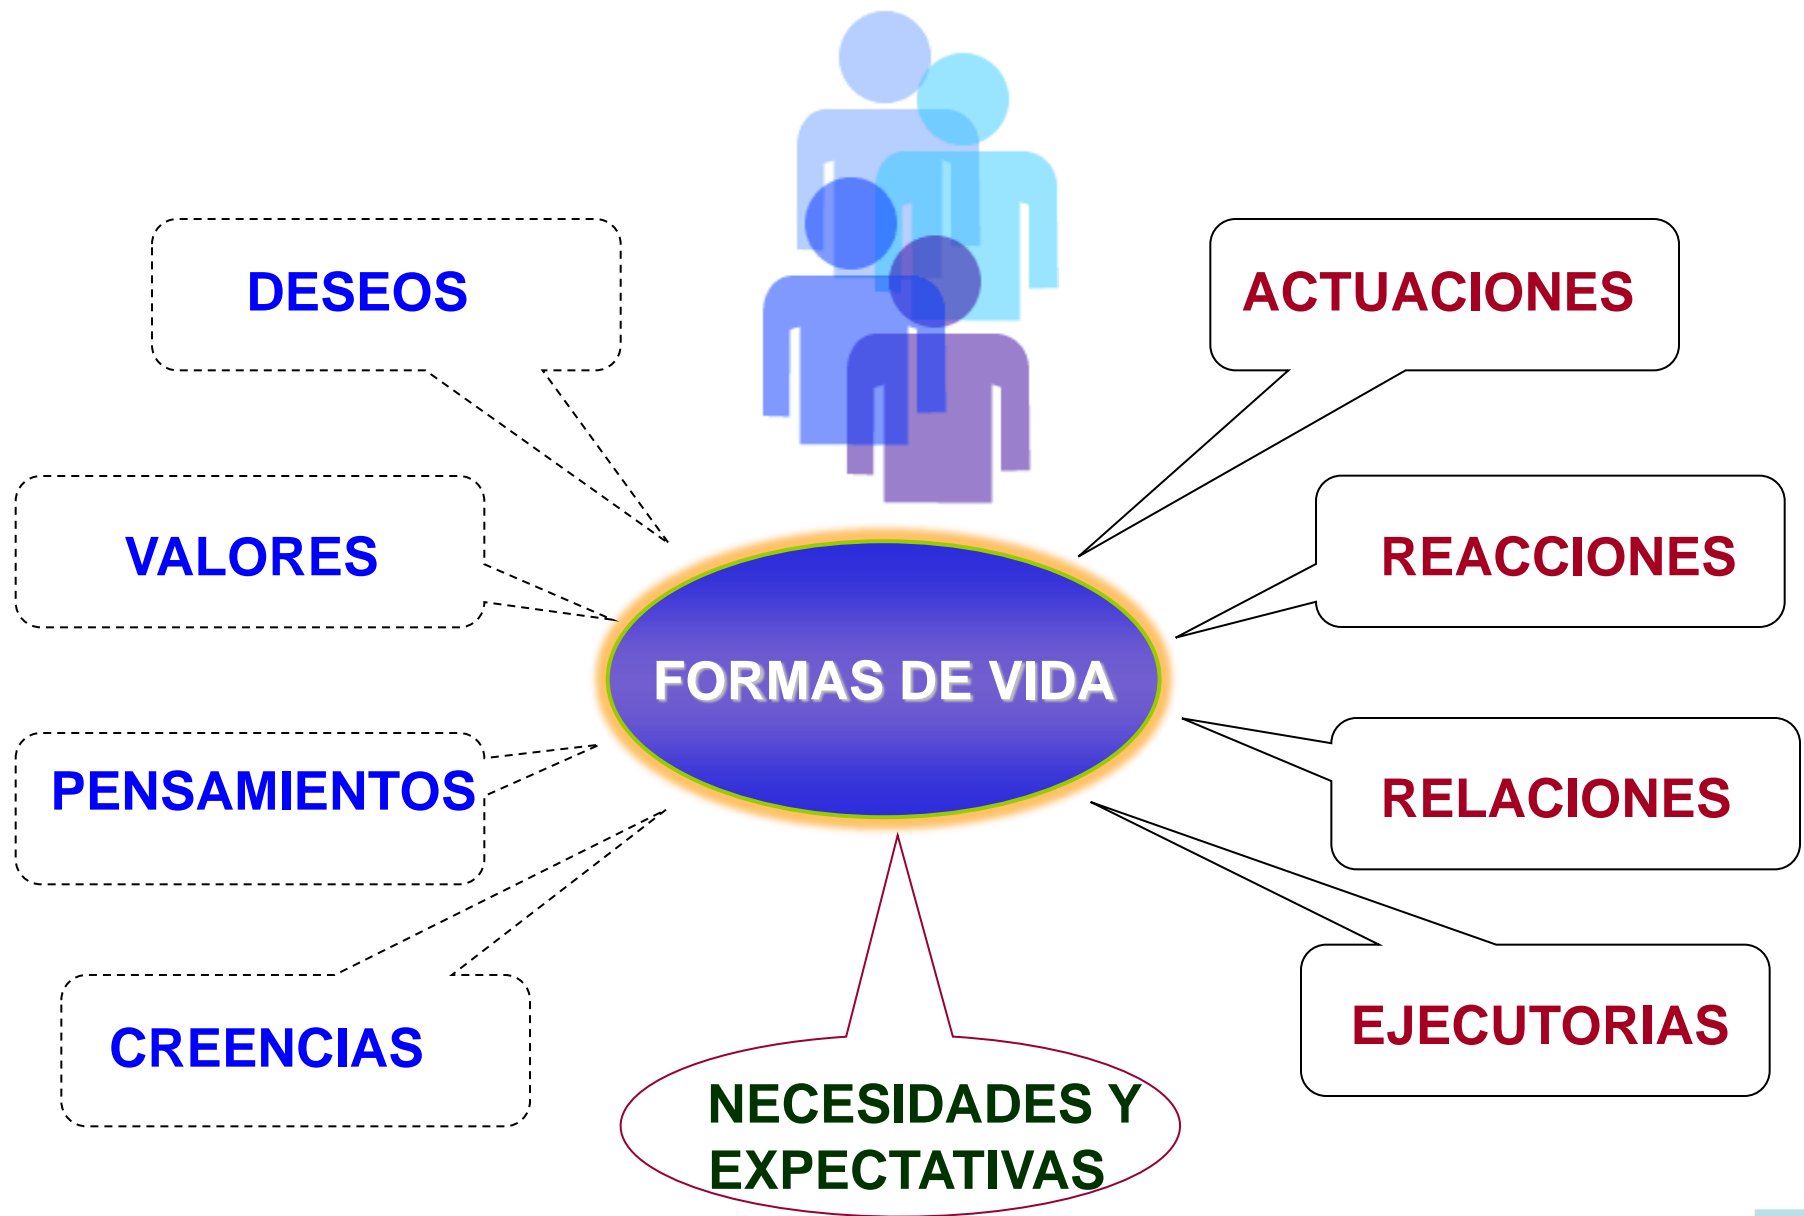 DESEOS
ACTUACIONES
VALORES
REACCIONES
FORMAS DE VIDA
PENSAMIENTOS
RELACIONES
CREENCIAS
EJECUTORIAS
NECESIDADES Y
EXPECTATIVAS